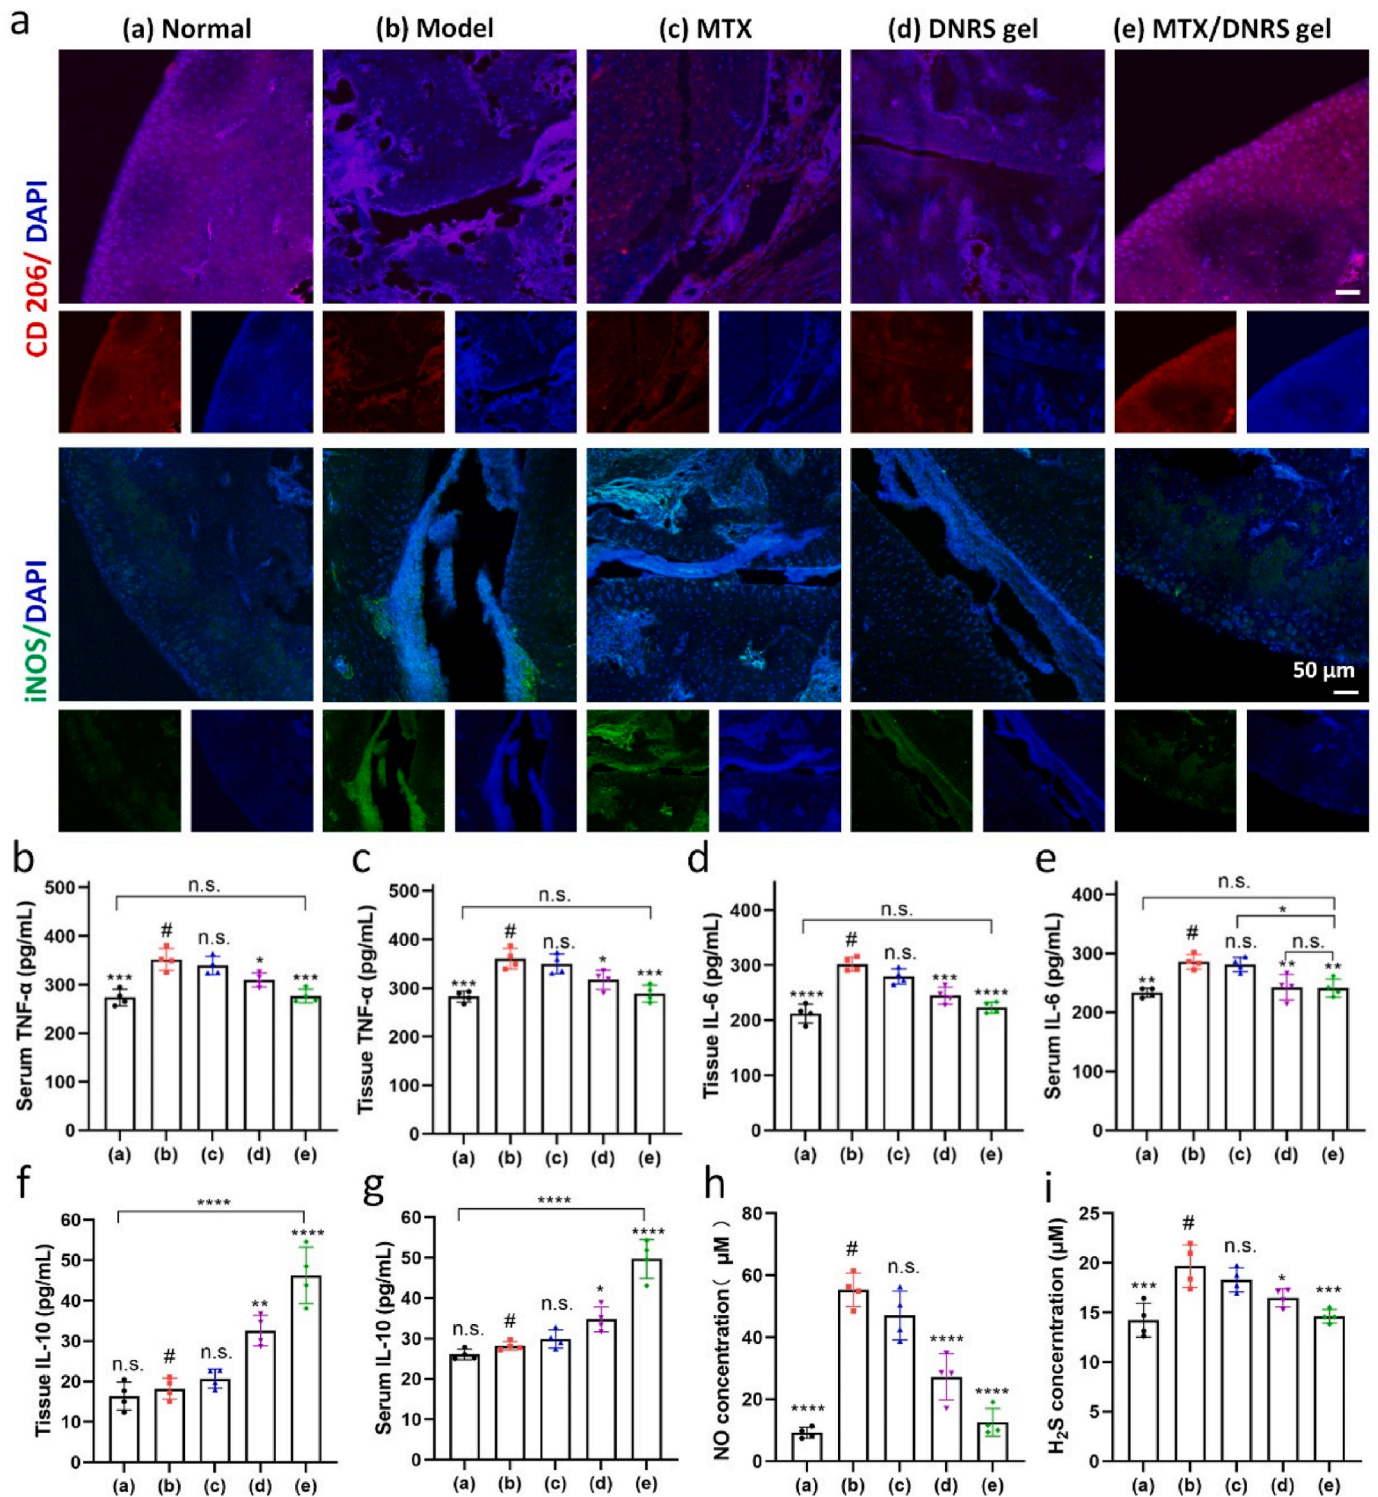 a
(a) Normal
(b) Model
(c) MTX
(d) DNRS gel
(e) MTX/DNRS gel
CD 206/ DAPI
iNOS/DAPI
50 µm
b
Serum TNF-α (pg/mL)
500
400
300
200
100
0
n.s.
***
#
n.s.
*
***
(a) (b) (c) (d) (e)
c
Tissue TNF-α (pg/mL)
500
400
300
200
100
0
n.s.
***
#
n.s.
*
***
(a) (b) (c) (d) (e)
d
Tissue IL-6 (pg/mL)
400
300
200
100
0
n.s.
****
#
n.s.
***
****
(a) (b) (c) (d) (e)
e
Serum IL-6 (pg/mL)
400
300
200
100
0
n.s.
*
n.s.
**
#
n.s.
**
**
(a) (b) (c) (d) (e)
f
Tissue IL-10 (pg/mL)
60
50
40
30
20
10
0
****
n.s.
#
n.s.
**
****
(a) (b) (c) (d) (e)
g
Serum IL-10 (pg/mL)
60
50
40
30
20
10
0
****
n.s.
#
n.s.
*
****
(a) (b) (c) (d) (e)
h
NO concentration（ µM ）
80
60
40
20
0
****
#
n.s.
****
****
(a) (b) (c) (d) (e)
i
H₂S concerntration (µM)
25
20
15
10
5
0
***
#
n.s.
*
***
(a) (b) (c) (d) (e)